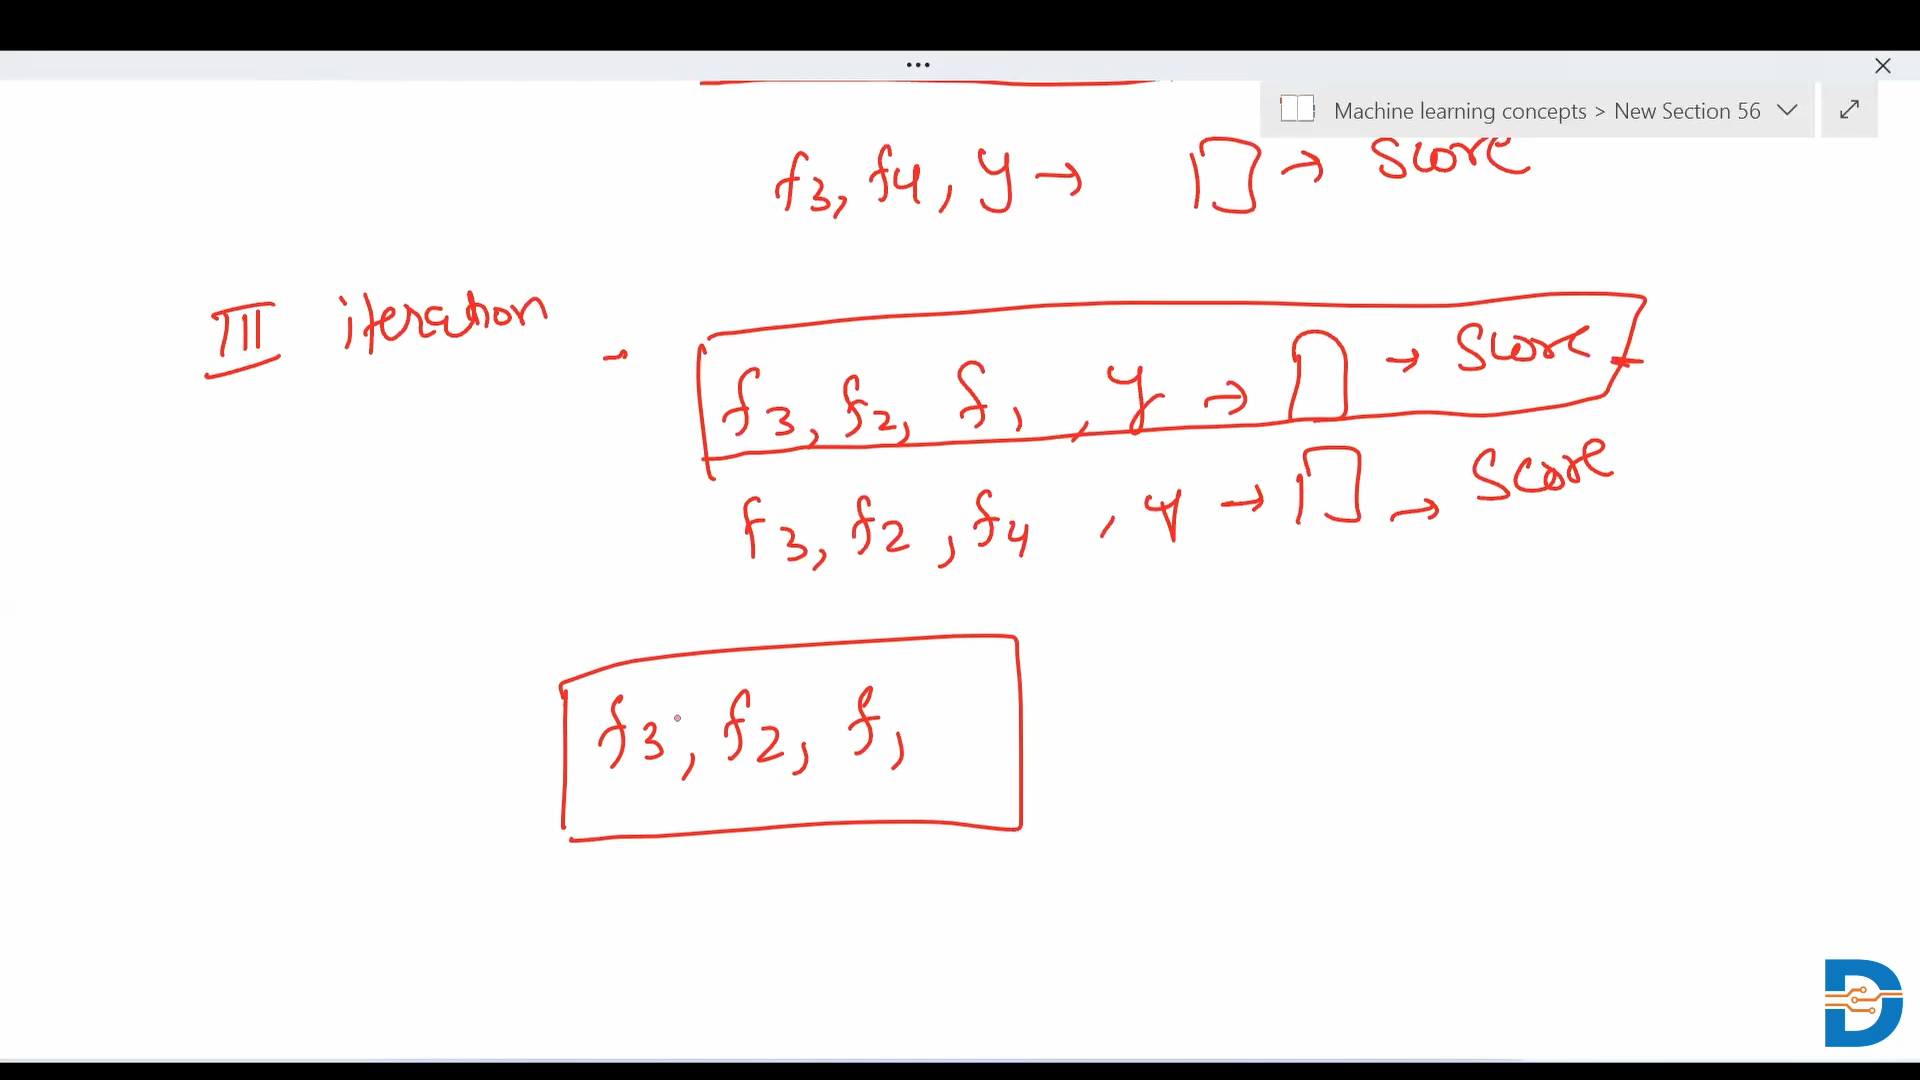 Machine learning concepts > New Section 56
f3, f4, y → → Score
III iteration - f3, f2, f1, y → → Score
f3, f2, f4, y → → Score
f3, f2, f1